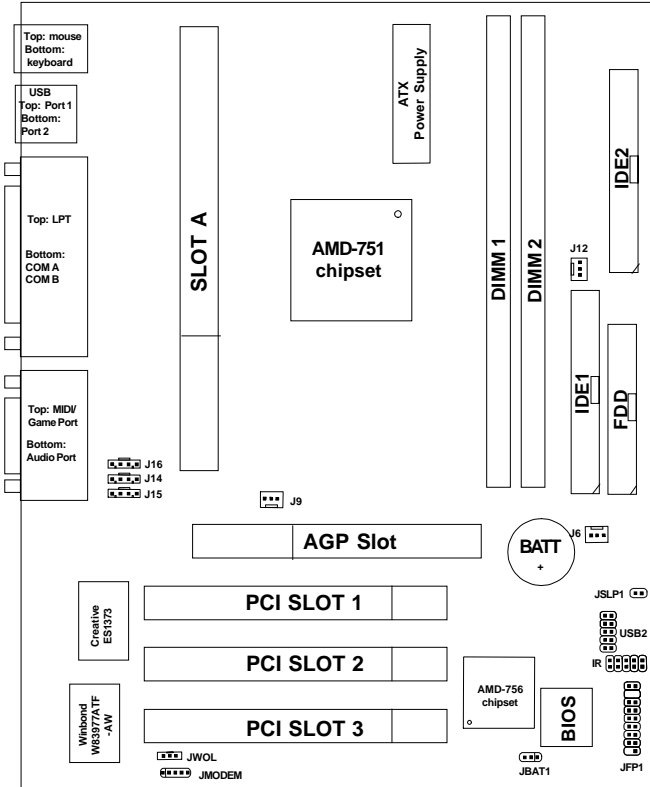 Top: mouse
Bottom:
keyboard
USB
Top: Port 1
Bottom:
Port 2
Top: LPT
Bottom:
COM A
COM B
Top: MIDI/
Game Port
Bottom:
Audio Port
SLOT A
ATX
Power Supply
AMD-751
chipset
DIMM 1
DIMM 2
IDE2
J12
IDE1
FDD
J16
J14
J15
J9
AGP Slot
BATT
+
J6
JSLP1
USB2
IR
Creative
ES1373
PCI SLOT 1
PCI SLOT 2
PCI SLOT 3
AMD-756
chipset
BIOS
Winbond
W83977ATF
-AW
JWOL
JMODEM
JBAT1
JFP1